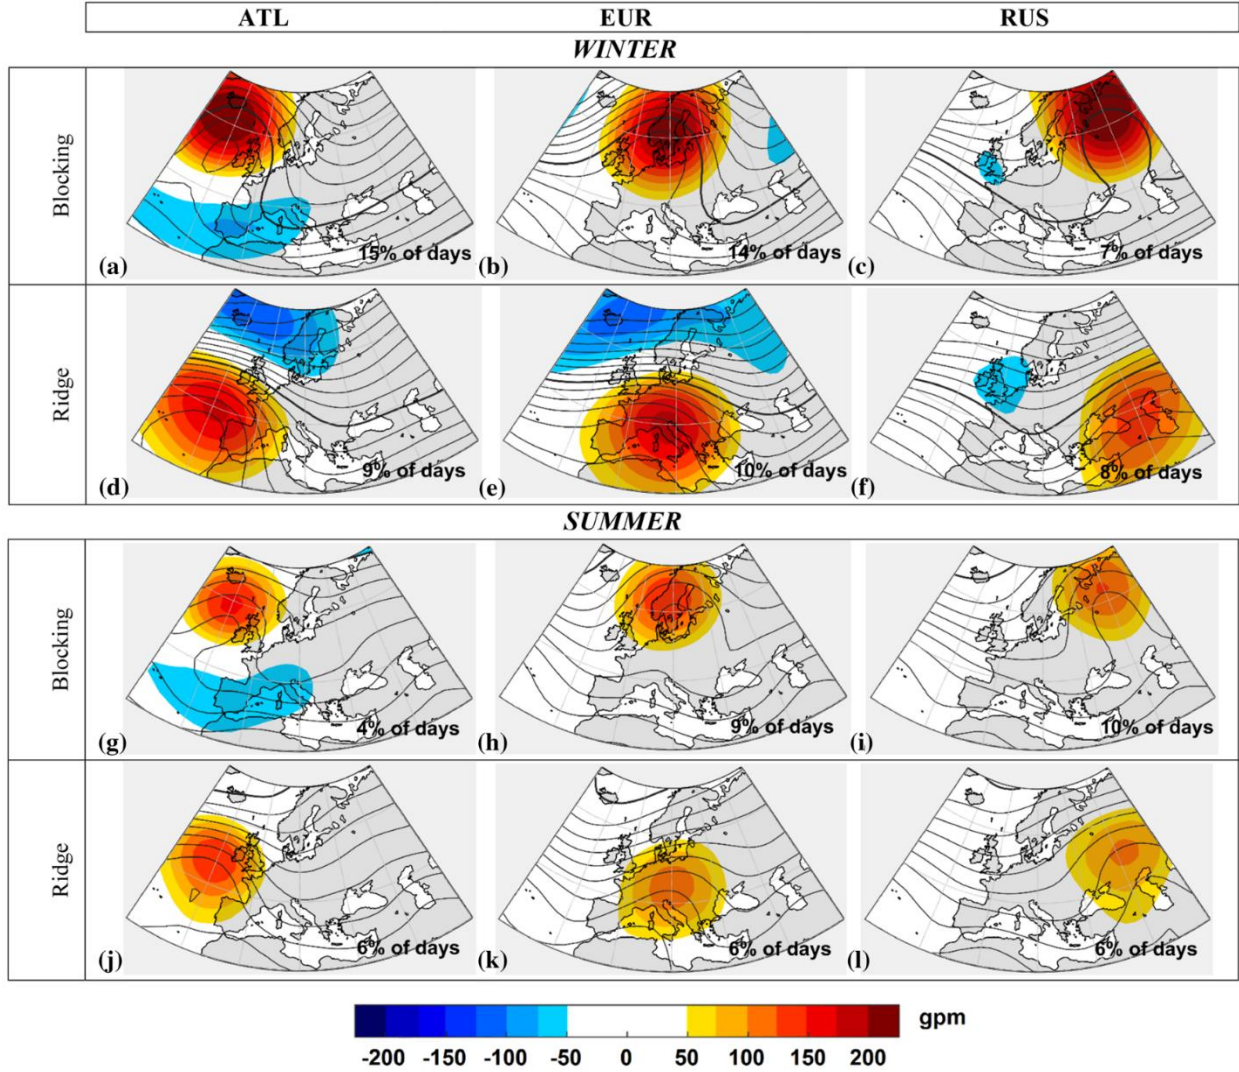 ATL EUR RUS
WINTER
Blocking
(a) 15% of days (b) 14% of days (c) 7% of days
Ridge
(d) 9% of days (e) 10% of days (f) 8% of days
SUMMER
Blocking
(g) 4% of days (h) 9% of days (i) 10% of days
Ridge
(j) 6% of days (k) 6% of days (l) 6% of days
gpm
-200 -150 -100 -50 0 50 100 150 200